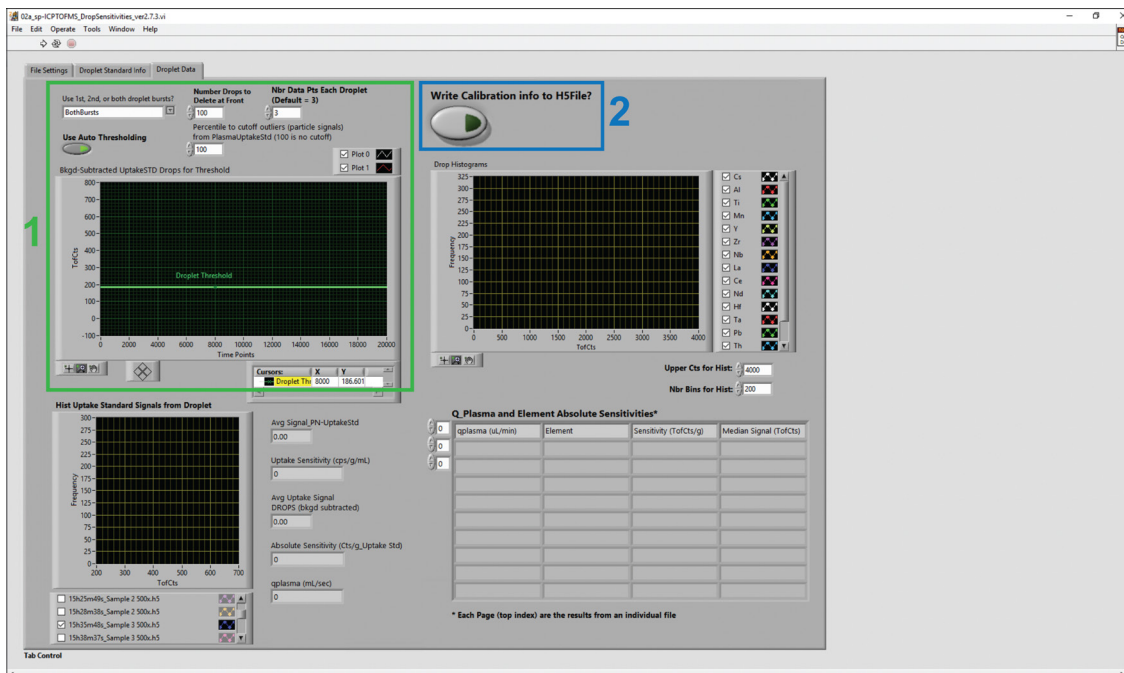 02a_sp-ICPTOFMS_DropSensitivities_ver2.7.3.vi
File Edit Operate Tools Window Help
File Settings Droplet Standard Info Droplet Data
1
Use 1st, 2nd, or both droplet bursts?
BothBursts
Number Drops to
Delete at Front
100
Nbr Data Pts Each Droplet
(Default = 3)
3
Use Auto Thresholding
Percentile to cutoff outliers (particle signals)
from PlasmaUptakeStd (100 is no cutoff)
100
Plot 0
Plot 1
Bkgd-Subtracted UptakeSTD Drops for Threshold
800
700
600
500
400
300
200
100
0
-100
TofCts
Droplet Threshold
0 2000 4000 6000 8000 10000 12000 14000 16000 18000 20000
Time Points
Cursors: X Y
Droplet Thr 8000 186.601
2
Write Calibration info to H5File?
Drop Histograms
325
300
275
250
225
200
175
150
125
100
75
50
25
0
Frequency
0 500 1000 1500 2000 2500 3000 3500 4000
TofCts
Cs
Al
Ti
Mn
Y
Zr
Nb
La
Ce
Nd
Hf
Ta
Pb
Th
Upper Cts for Hist: 4000
Nbr Bins for Hist: 200
Hist Uptake Standard Signals from Droplet
300
275
250
225
200
175
150
125
100
75
50
25
0
Frequency
200 300 400 500 600 700
TofCts
15h25m49s_Sample 2 500x.h5
15h28m38s_Sample 2 500x.h5
15h35m48s_Sample 3 500x.h5
15h38m37s_Sample 3 500x.h5
Avg Signal_PN-UptakeStd
0.00
Uptake Sensitivity (cps/g/mL)
0
Avg Uptake Signal
DROPS (bkgd subtracted)
0.00
Absolute Sensitivity (Cts/g_Uptake Std)
0
qplasma (mL/sec)
0
Q_Plasma and Element Absolute Sensitivities*
0
0
0
qplasma (uL/min) Element Sensitivity (TofCts/g) Median Signal (TofCts)
* Each Page (top index) are the results from an individual file
Tab Control